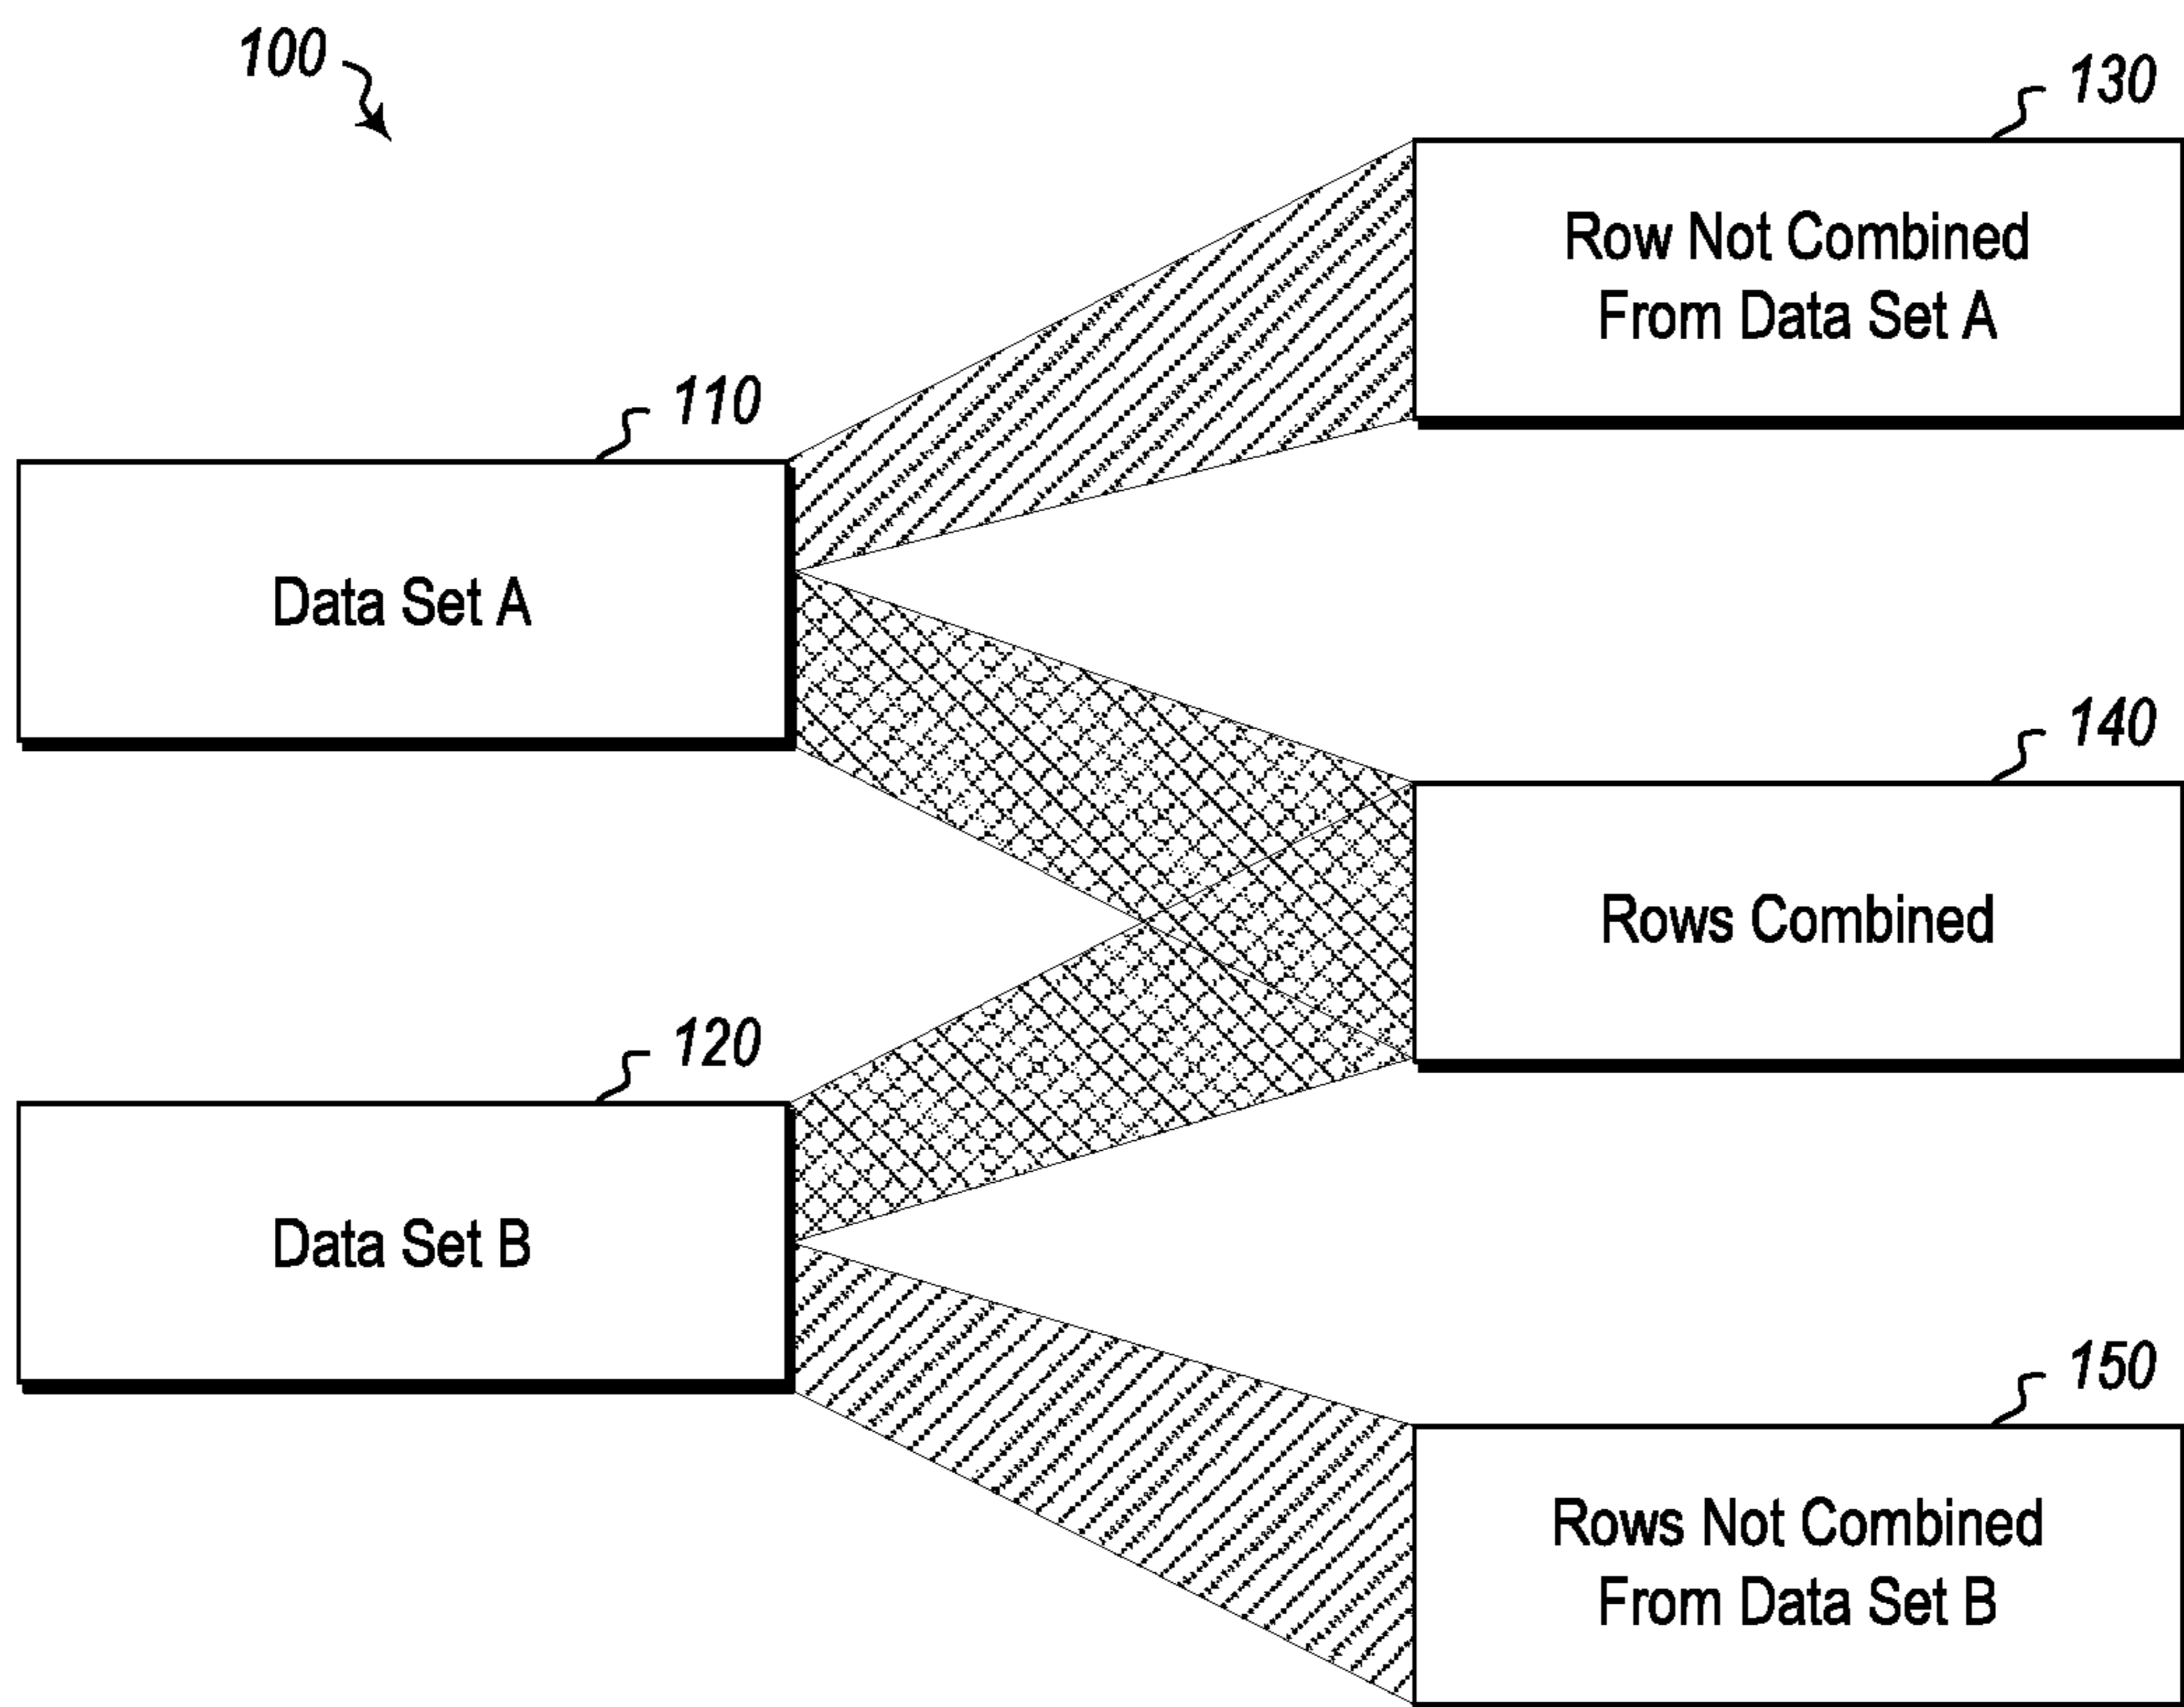 100
130
Row Not Combined
From Data Set A
110
Data Set A
140
Rows Combined
120
Data Set B
150
Rows Not Combined
From Data Set B